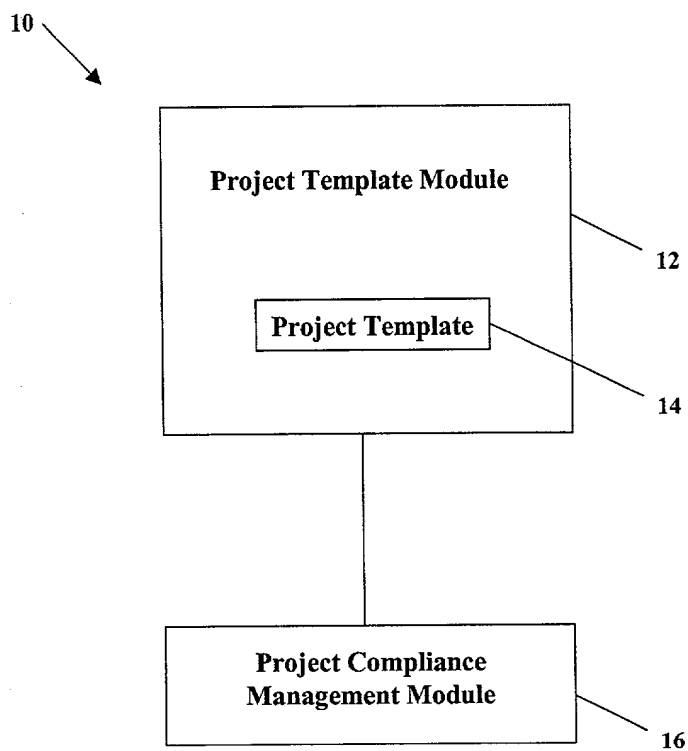 10
Project Template Module
12
Project Template
14
Project Compliance
Management Module
16